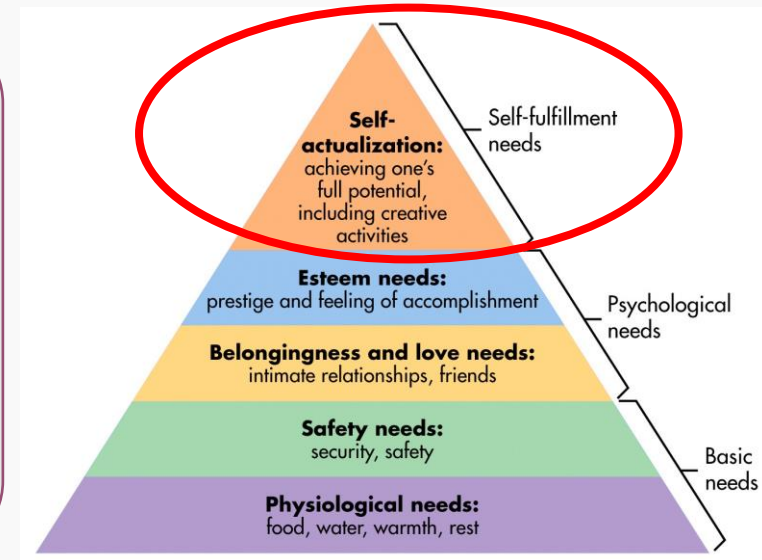 Self-
actualization:
achieving one's
full potential,
including creative
activities
Self-fulfillment
needs
Esteem needs:
prestige and feeling of accomplishment
Belongingness and love needs:
intimate relationships, friends
Psychological
needs
Safety needs:
security, safety
Physiological needs:
food, water, warmth, rest
Basic
needs